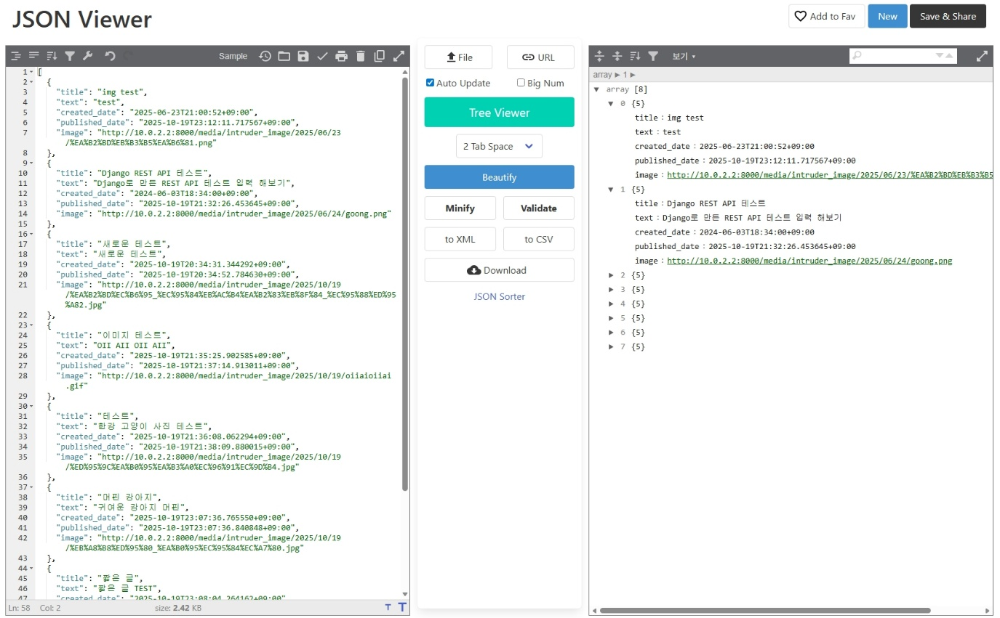 JSON Viewer
Add to Fav
New
Save & Share
Sample
1 [
2 {
3 "title": "img test",
4 "text": "test",
5 "created_date": "2025-06-23T21:00:52+09:00",
6 "published_date": "2025-10-19T23:12:11.717567+09:00",
7 "image": "http://10.0.2.2:8000/media/intruder_image/2025/06/23
/%EA%B2%BD%EB%B3%B5%EA%B6%81.png"
8 },
9 {
10 "title": "Django REST API 테스트",
11 "text": "Django로 만든 REST API 테스트 입력 해보기",
12 "created_date": "2024-06-03T18:34:00+09:00",
13 "published_date": "2025-10-19T21:32:26.453645+09:00",
14 "image": "http://10.0.2.2:8000/media/intruder_image/2025/06/24/goong.png"
15 },
16 {
17 "title": "새로운 테스트",
18 "text": "새로운 테스트",
19 "created_date": "2025-10-19T20:34:31.344292+09:00",
20 "published_date": "2025-10-19T20:34:52.784630+09:00",
21 "image": "http://10.0.2.2:8000/media/intruder_image/2025/10/19
/%EA%B2%BD%EC%B6%95_%EC%95%84%EB%AC%B4%EA%B2%83%EB%8F%84_%EC%95%88%ED%95
%A82.jpg"
22 },
23 {
24 "title": "이미지 테스트",
25 "text": "OII AII OII AII",
26 "created_date": "2025-10-19T21:35:25.902585+09:00",
27 "published_date": "2025-10-19T21:37:14.913011+09:00",
28 "image": "http://10.0.2.2:8000/media/intruder_image/2025/10/19/oiiaioiiai
.gif"
29 },
30 {
31 "title": "테스트",
32 "text": "한강 고양이 사진 테스트",
33 "created_date": "2025-10-19T21:36:08.062294+09:00",
34 "published_date": "2025-10-19T21:38:09.880015+09:00",
35 "image": "http://10.0.2.2:8000/media/intruder_image/2025/10/19
/%ED%95%9C%EA%B0%95%EA%B3%A0%EC%96%91%EC%9D%B4.jpg"
36 },
37 {
38 "title": "머핀 강아지",
39 "text": "귀여운 강아지 머핀",
40 "created_date": "2025-10-19T23:07:36.765550+09:00",
41 "published_date": "2025-10-19T23:07:36.840848+09:00",
42 "image": "http://10.0.2.2:8000/media/intruder_image/2025/10/19
/%EB%A8%B8%ED%95%80_%EA%B0%95%EC%95%84%EC%A7%80.jpg"
43 },
44 {
45 "title": "짧은 글",
46 "text": "짧은 글 TEST",
47 "created_date": "2025-10-19T23:08:04.264162+09:00"
Ln: 58 Col: 2 size: 2.42 KB
T T
File
URL
Auto Update
Big Num
Tree Viewer
2 Tab Space
Beautify
Minify
Validate
to XML
to CSV
Download
JSON Sorter
보기
array ▶ 1 ▶
array [8]
0 {5}
title : img test
text : test
created_date : 2025-06-23T21:00:52+09:00
published_date : 2025-10-19T23:12:11.717567+09:00
image : http://10.0.2.2:8000/media/intruder_image/2025/06/23/%EA%B2%BD%EB%B3%B5
1 {5}
title : Django REST API 테스트
text : Django로 만든 REST API 테스트 입력 해보기
created_date : 2024-06-03T18:34:00+09:00
published_date : 2025-10-19T21:32:26.453645+09:00
image : http://10.0.2.2:8000/media/intruder_image/2025/06/24/goong.png
2 {5}
3 {5}
4 {5}
5 {5}
6 {5}
7 {5}